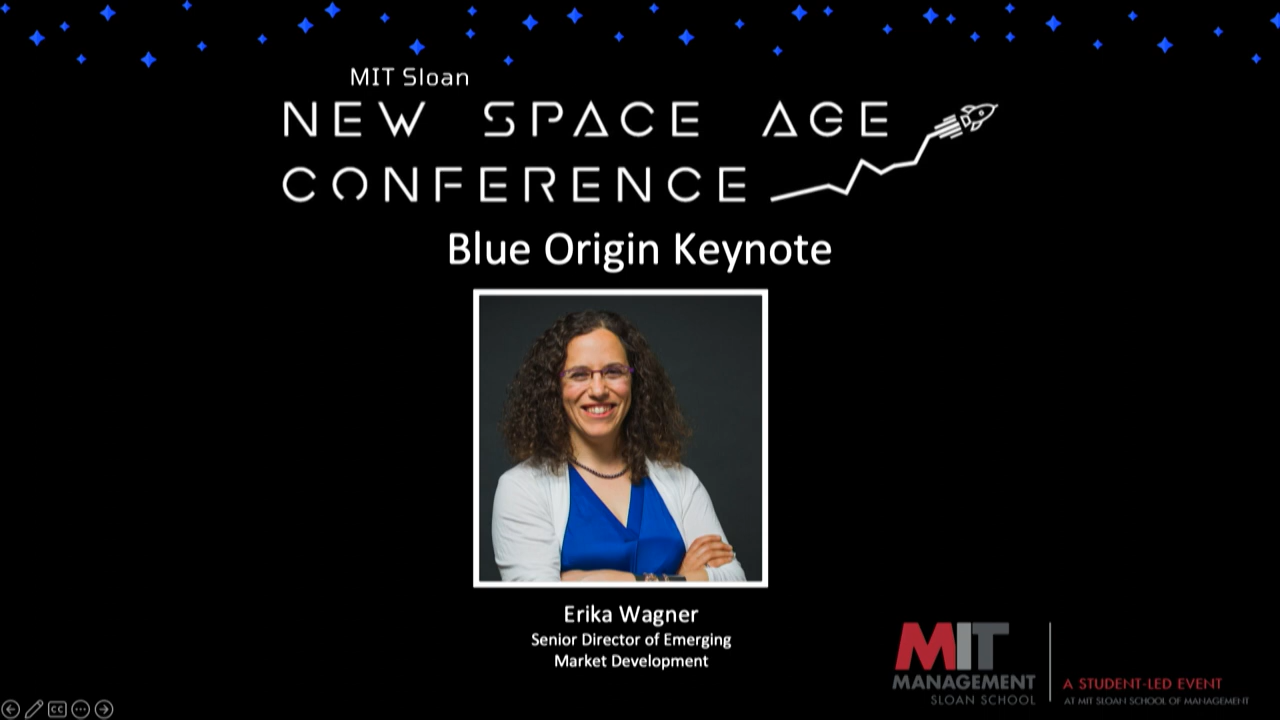 MIT Sloan
NEW SPACE AGE
CONFERENCE
Blue Origin Keynote
Erika Wagner
Senior Director of Emerging
Market Development
MIT
MANAGEMENT
SLOAN SCHOOL
A STUDENT-LED EVENT
AT MIT SLOAN SCHOOL OF MANAGEMENT
CC